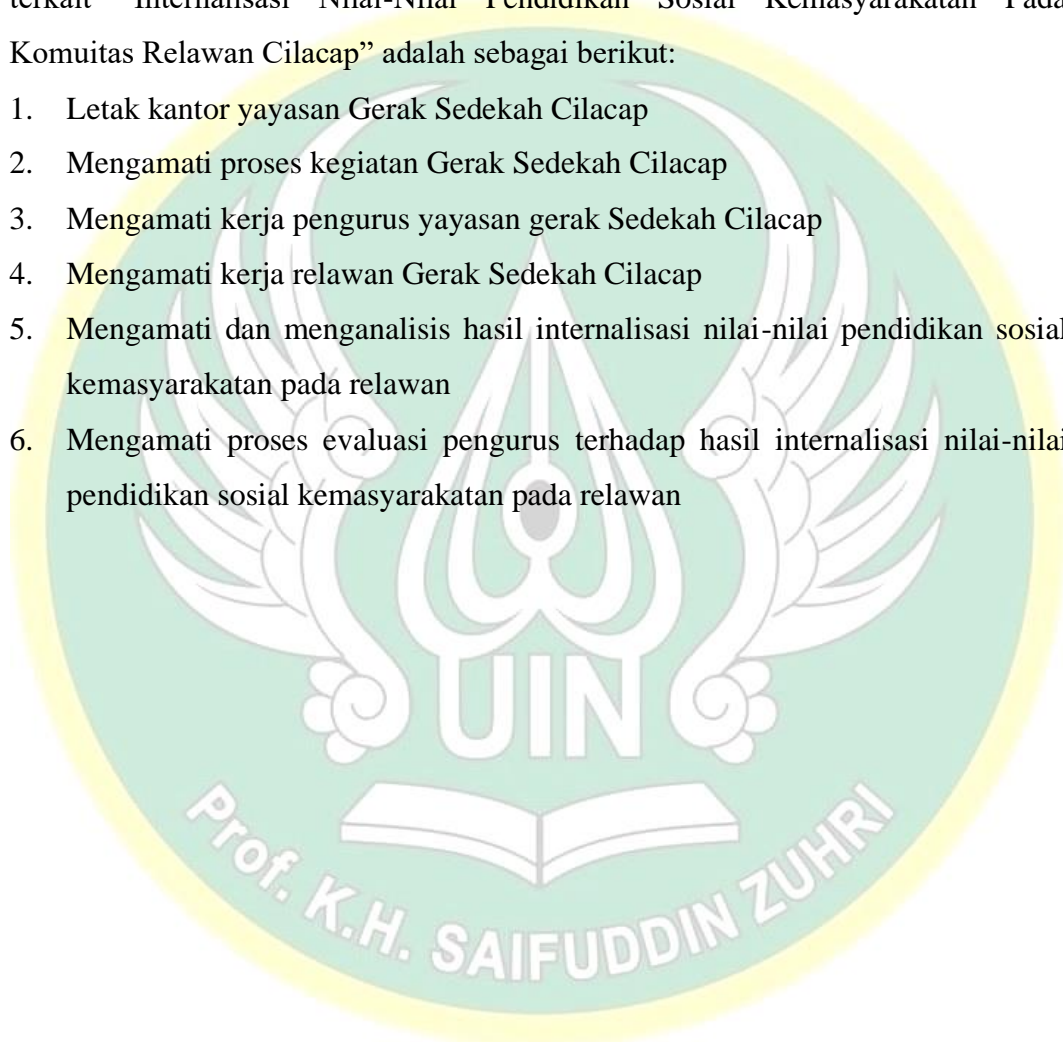 terkait "Internalisasi Nilai-Nilai Pendidikan Sosial Kemasyarakatan Pada
Komuitas Relawan Cilacap” adalah sebagai berikut:
1. Letak kantor yayasan Gerak Sedekah Cilacap
2. Mengamati proses kegiatan Gerak Sedekah Cilacap
3. Mengamati kerja pengurus yayasan gerak Sedekah Cilacap
4. Mengamati kerja relawan Gerak Sedekah Cilacap
5. Mengamati dan menganalisis hasil internalisasi nilai-nilai pendidikan sosial
kemasyarakatan pada relawan
6. Mengamati proses evaluasi pengurus terhadap hasil internalisasi nilai-nilai
pendidikan sosial kemasyarakatan pada relawan
UIN
Prof. K.H. SAIFUDDIN ZUHRI